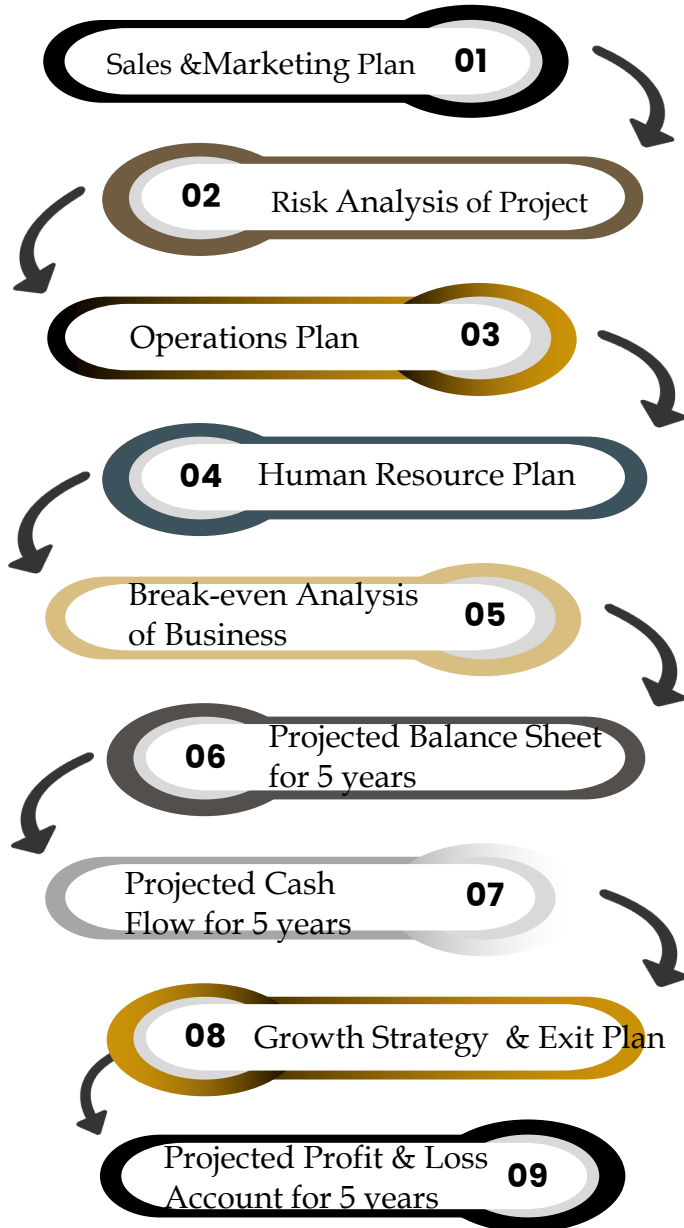 Sales &Marketing Plan 01
02 Risk Analysis of Project
Operations Plan 03
04 Human Resource Plan
Break-even Analysis
of Business 05
06 Projected Balance Sheet
for 5 years
Projected Cash
Flow for 5 years 07
08 Growth Strategy & Exit Plan
Projected Profit & Loss
Account for 5 years 09